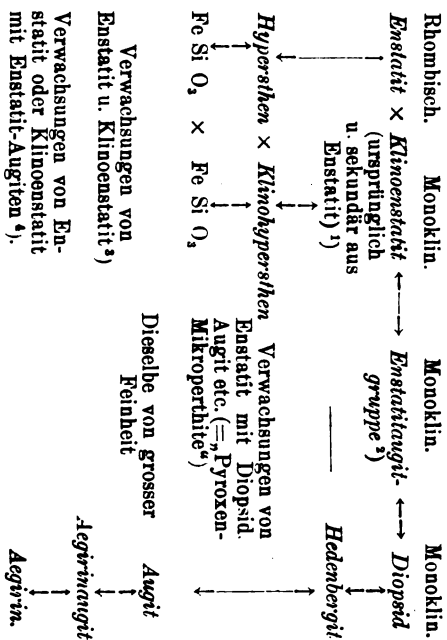 Rhombisch. Monoklin. Monoklin. Monoklin.
Enstatit × Klinoenstatit ↔ Enstatitaugit- ↔ Diopsid
(ursprünglich gruppe ²)
u. sekundär aus
Enstatit) ¹)
Hedenbergit.
Hypersthen × Klinohypersthen
Verwachsungen von
Enstatit mit Diopsid.
Augit etc. (= „Pyroxen-
Mikroperthite“)
Fe Si O₃ × Fe Si O₃
Verwachsungen von
Enstatit u. Klinoenstatit ³)
Dieselbe von grosser
Feinheit
Augit
Aegirinaugit
Verwachsungen von En-
statit oder Klinoenstatit
mit Enstatit-Augiten ⁴).
Aegirin.